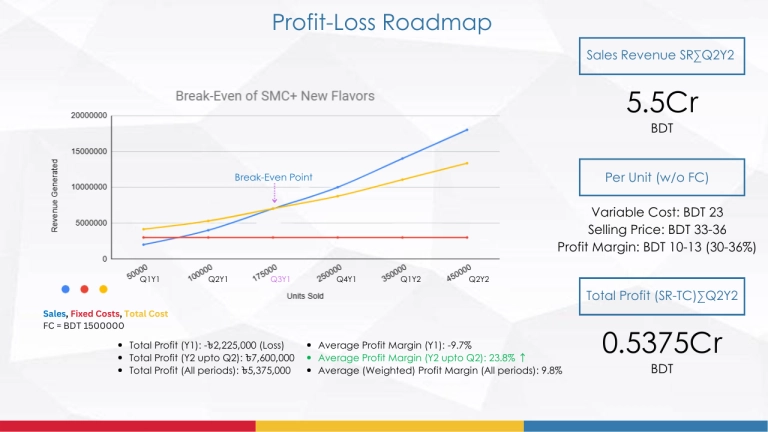 Profit-Loss Roadmap
Break-Even of SMC+ New Flavors
Revenue Generated
20000000
15000000
10000000
5000000
0
Break-Even Point
50000
100000
175000
250000
350000
450000
Q1Y1
Q2Y1
Q3Y1
Q4Y1
Q1Y2
Q2Y2
Units Sold
Sales, Fixed Costs, Total Cost
FC = BDT 1500000
• Total Profit (Y1): -৳2,225,000 (Loss)
• Total Profit (Y2 upto Q2): ৳7,600,000
• Total Profit (All periods): ৳5,375,000
• Average Profit Margin (Y1): -9.7%
• Average Profit Margin (Y2 upto Q2): 23.8% ↑
• Average (Weighted) Profit Margin (All periods): 9.8%
Sales Revenue SR∑Q2Y2
5.5Cr
BDT
Per Unit (w/o FC)
Variable Cost: BDT 23
Selling Price: BDT 33-36
Profit Margin: BDT 10-13 (30-36%)
Total Profit (SR-TC)∑Q2Y2
0.5375Cr
BDT